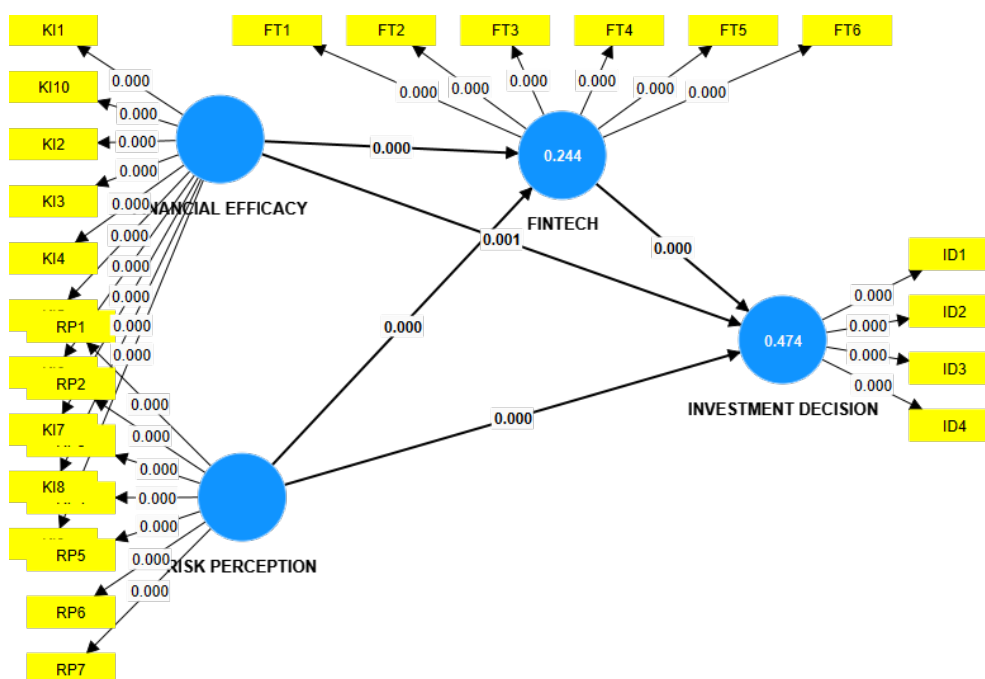 KI1
FT1
FT2
FT3
FT4
FT5
FT6
0.000
0.000
0.000
0.000
0.000
0.000
0.000
KI10
0.000
KI2
0.000
0.000
0.244
0.000
KI3
0.000
0.000
NANCIAL EFFICACY
FINTECH
0.000
0.001
0.000
KI4
0.000
ID1
0.000
0.000
RP1
0.000
0.000
0.000
ID2
0.474
0.000
0.000
ID3
RP2
0.000
0.000
INVESTMENT DECISION
0.000
ID4
KI7
0.000
0.000
KI8
0.000
0.000
RP5
0.000
RISK PERCEPTION
0.000
RP6
RP7